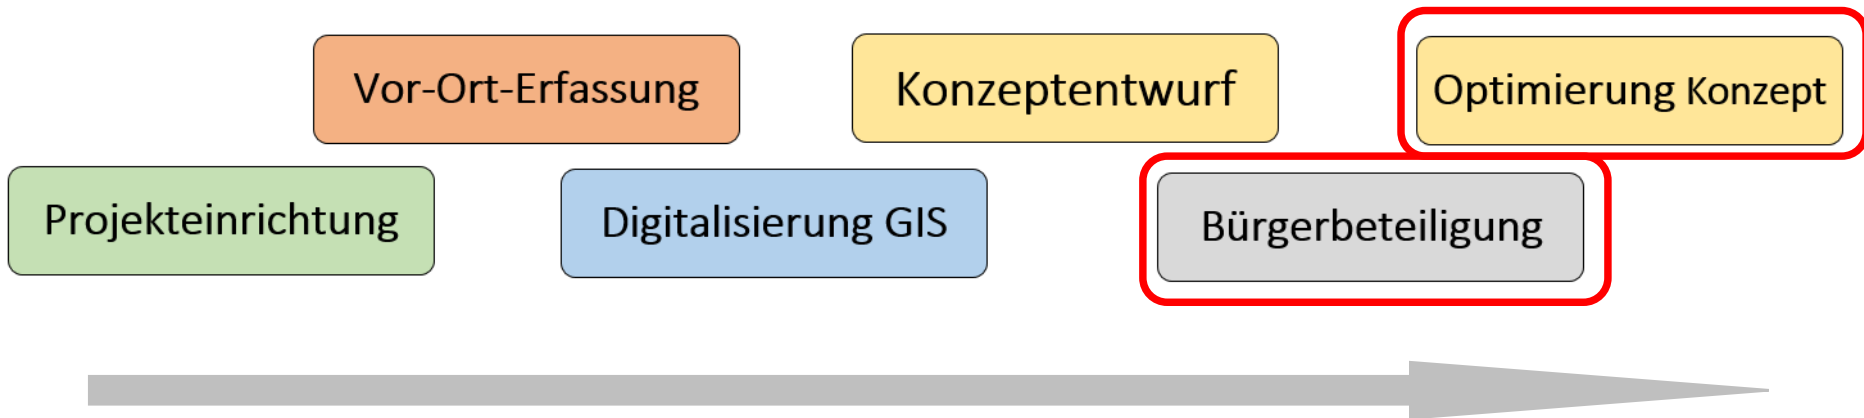 Vor-Ort-Erfassung
Konzeptentwurf
Optimierung Konzept
Projekteinrichtung
Digitalisierung GIS
Bürgerbeteiligung